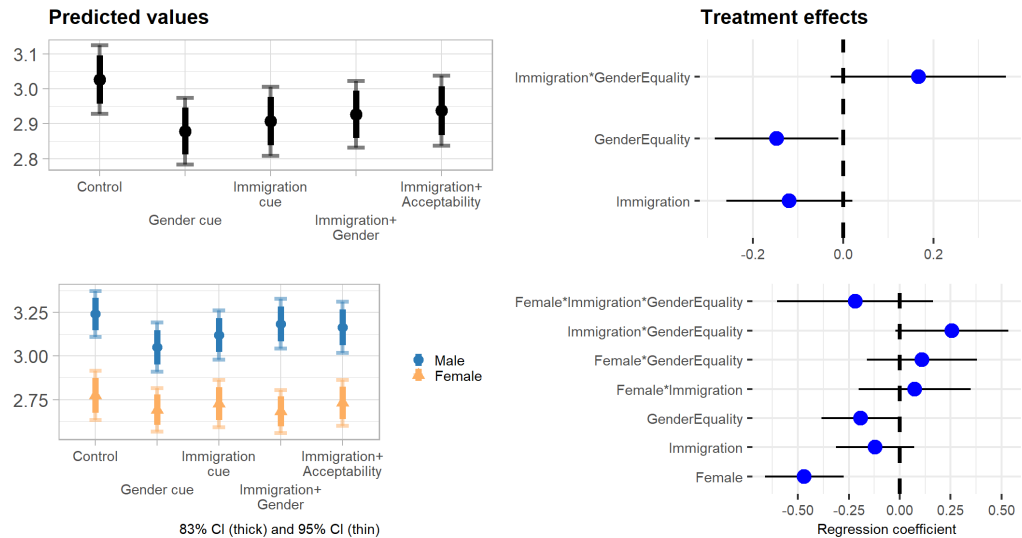 Predicted values
3.1
3.0
2.9
2.8
Control
Immigration
cue
Immigration+
Acceptability
Gender cue
Immigration+
Gender
Treatment effects
Immigration*GenderEquality
GenderEquality
Immigration
-0.2
0.0
0.2
3.25
3.00
2.75
Control
Immigration
cue
Immigration+
Acceptability
Gender cue
Immigration+
Gender
83% CI (thick) and 95% CI (thin)
Male
Female
Female*Immigration*GenderEquality
Immigration*GenderEquality
Female*GenderEquality
Female*Immigration
GenderEquality
Immigration
Female
-0.50
-0.25
0.00
0.25
0.50
Regression coefficient